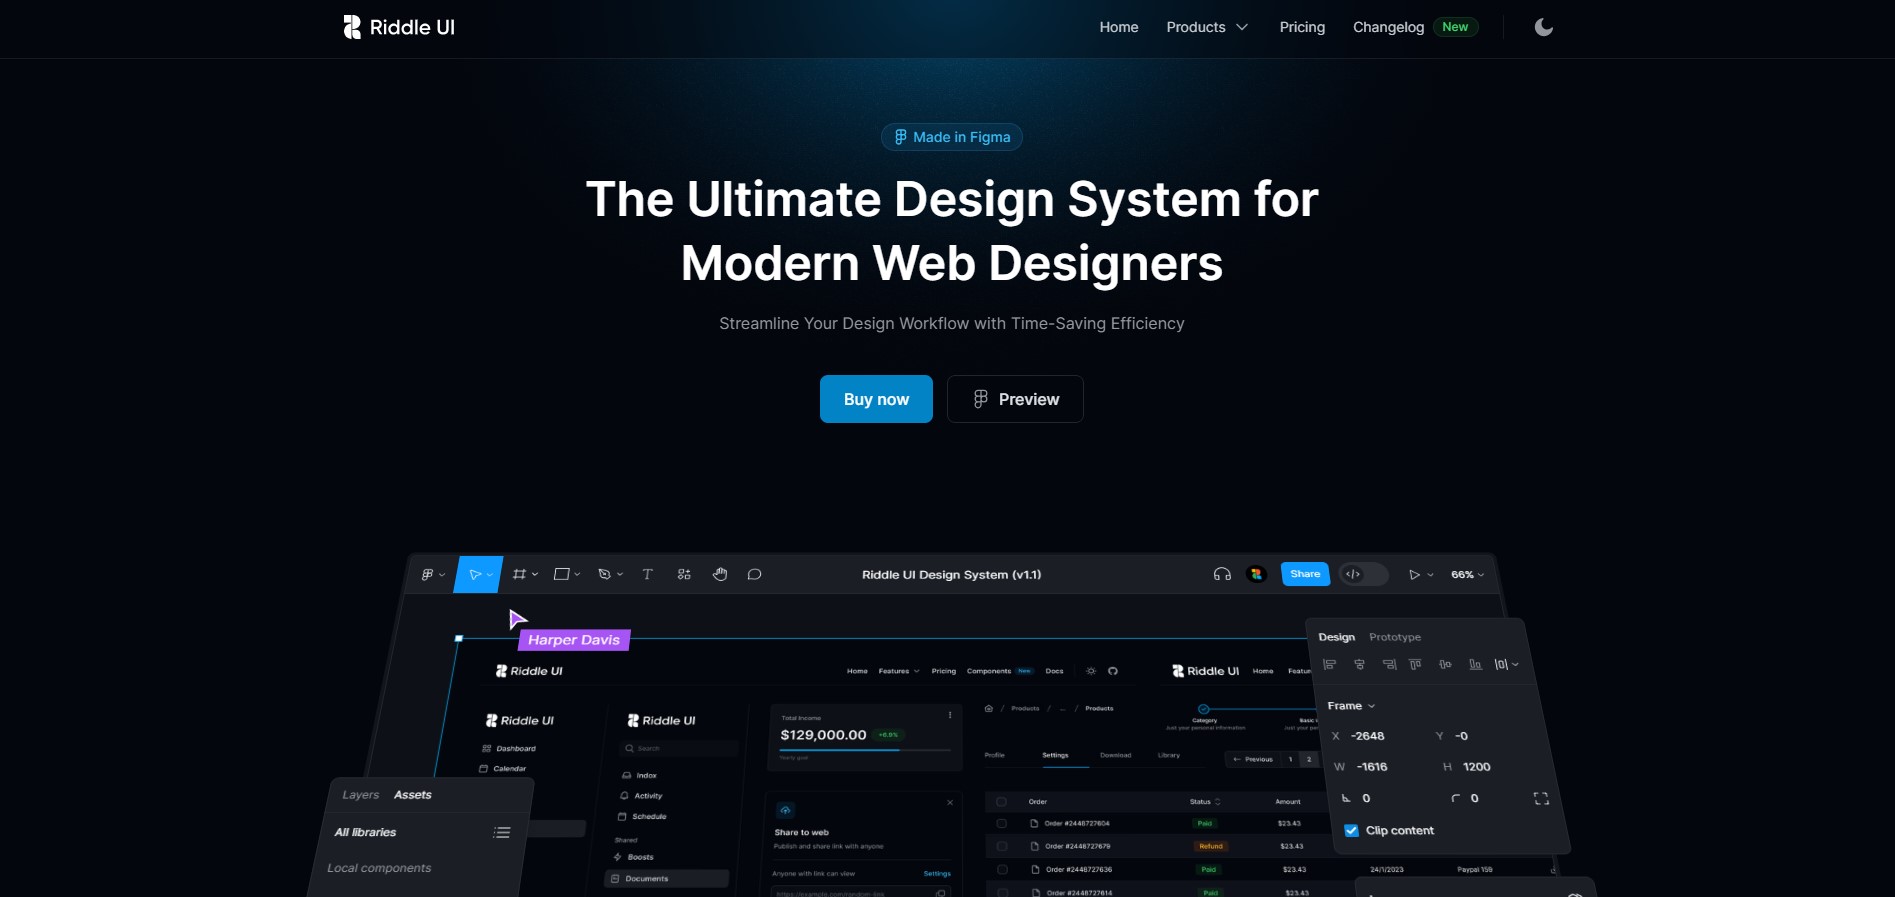 Riddle UI
Home Products Pricing Changelog New
Made in Figma
The Ultimate Design System for
Modern Web Designers
Streamline Your Design Workflow with Time-Saving Efficiency
Buy now Preview
Riddle UI Design System (v1.1)
Share
66%
Harper Davis
Riddle UI
Home Features Pricing Components New Docs
Riddle UI Home
Riddle UI
Dashboard
Calendar
Riddle UI
Search
Index
Activity
Schedule
Shared
Boosts
Documents
Total Income
$129,000.00 +6.9%
Yearly goal
Share to web
Publish and share link with anyone
Anyone with link can view Settings
/ Products / ... / Products
Category
Just your personal information
Profile Settings Download Library
← Previous 1 2
Order Status Amount
Order #2446727604 Paid $23.43
Order #2446727679 Refund $23.43
Order #2446727636 Paid $23.43 24/1/2023 Paypal 159
Order #2446727614 Paid $23.43
Design Prototype
Frame
X -2648 Y -0
W -1616 H 1200
0 0
Clip content
Layers Assets
All libraries
Local components